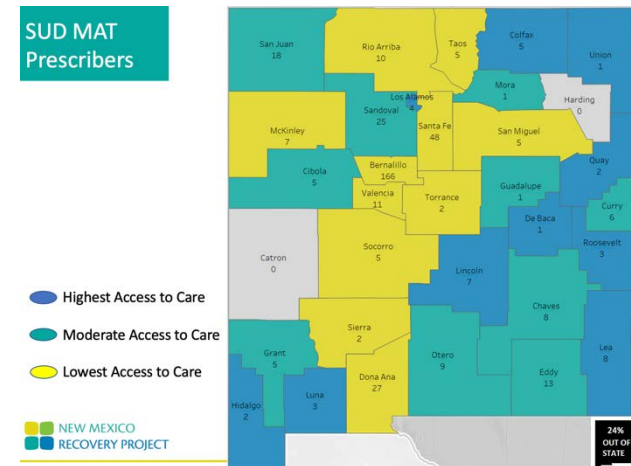 SUD MAT
Prescribers
San Juan
18
Rio Arriba
10
Taos
5
Colfax
5
Union
1
Los Alamos
4
Mora
1
Harding
0
Sandoval
25
Santa Fe
48
San Miguel
5
McKinley
7
Quay
2
Cibola
5
Bernalillo
166
Valencia
11
Torrance
2
Guadalupe
1
Curry
6
De Baca
1
Roosevelt
3
Catron
0
Socorro
5
Lincoln
7
Chaves
8
Lea
8
Sierra
2
Grant
5
Dona Ana
27
Otero
9
Eddy
13
Hidalgo
2
Luna
3
Highest Access to Care
Moderate Access to Care
Lowest Access to Care
NEW MEXICO
RECOVERY PROJECT
24%
OUT OF
STATE